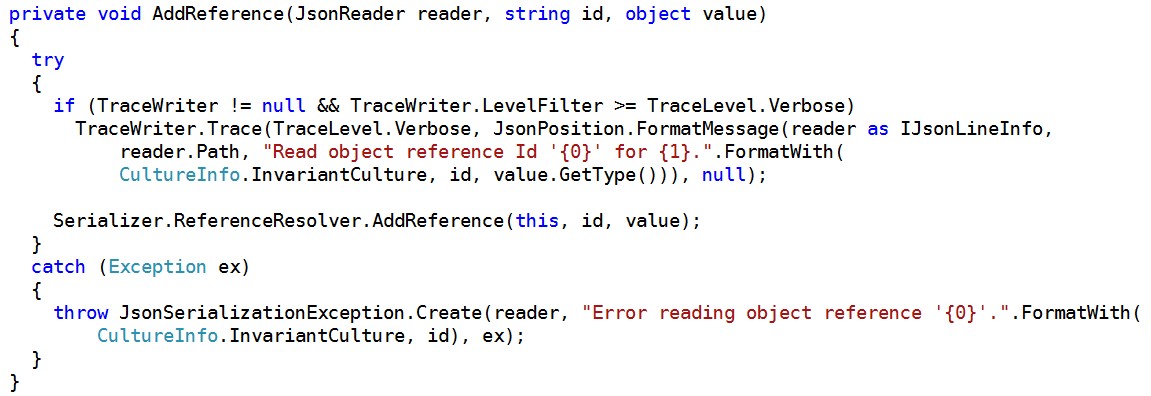 private void AddReference(JsonReader reader, string id, object value)
{
  try
  {
    if (TraceWriter != null && TraceWriter.LevelFilter >= TraceLevel.Verbose)
      TraceWriter.Trace(TraceLevel.Verbose, JsonPosition.FormatMessage(reader as IJsonLineInfo,
          reader.Path, "Read object reference Id '{0}' for {1}.".FormatWith(
          CultureInfo.InvariantCulture, id, value.GetType())), null);

    Serializer.ReferenceResolver.AddReference(this, id, value);
  }
  catch (Exception ex)
  {
    throw JsonSerializationException.Create(reader, "Error reading object reference '{0}'.".FormatWith(
        CultureInfo.InvariantCulture, id), ex);
  }
}